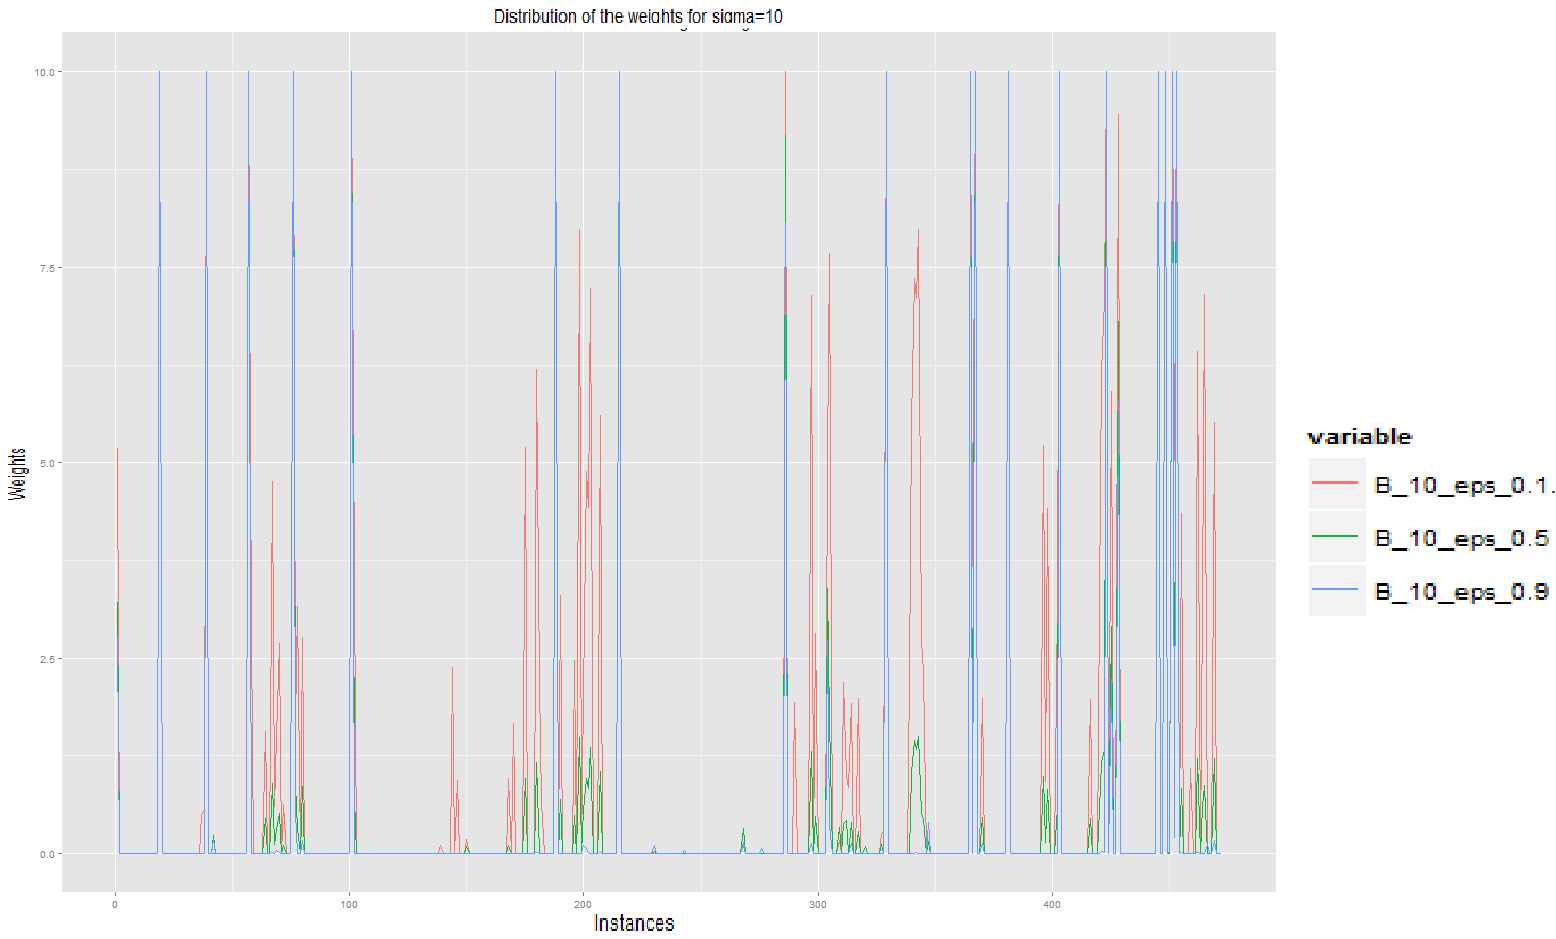 Distribution of the weights for sigma=10
10.0
7.5
5.0
2.5
0.0
Weights
0
100
200
300
400
Instances
variable
B_10_eps_0.1.
B_10_eps_0.5
B_10_eps_0.9